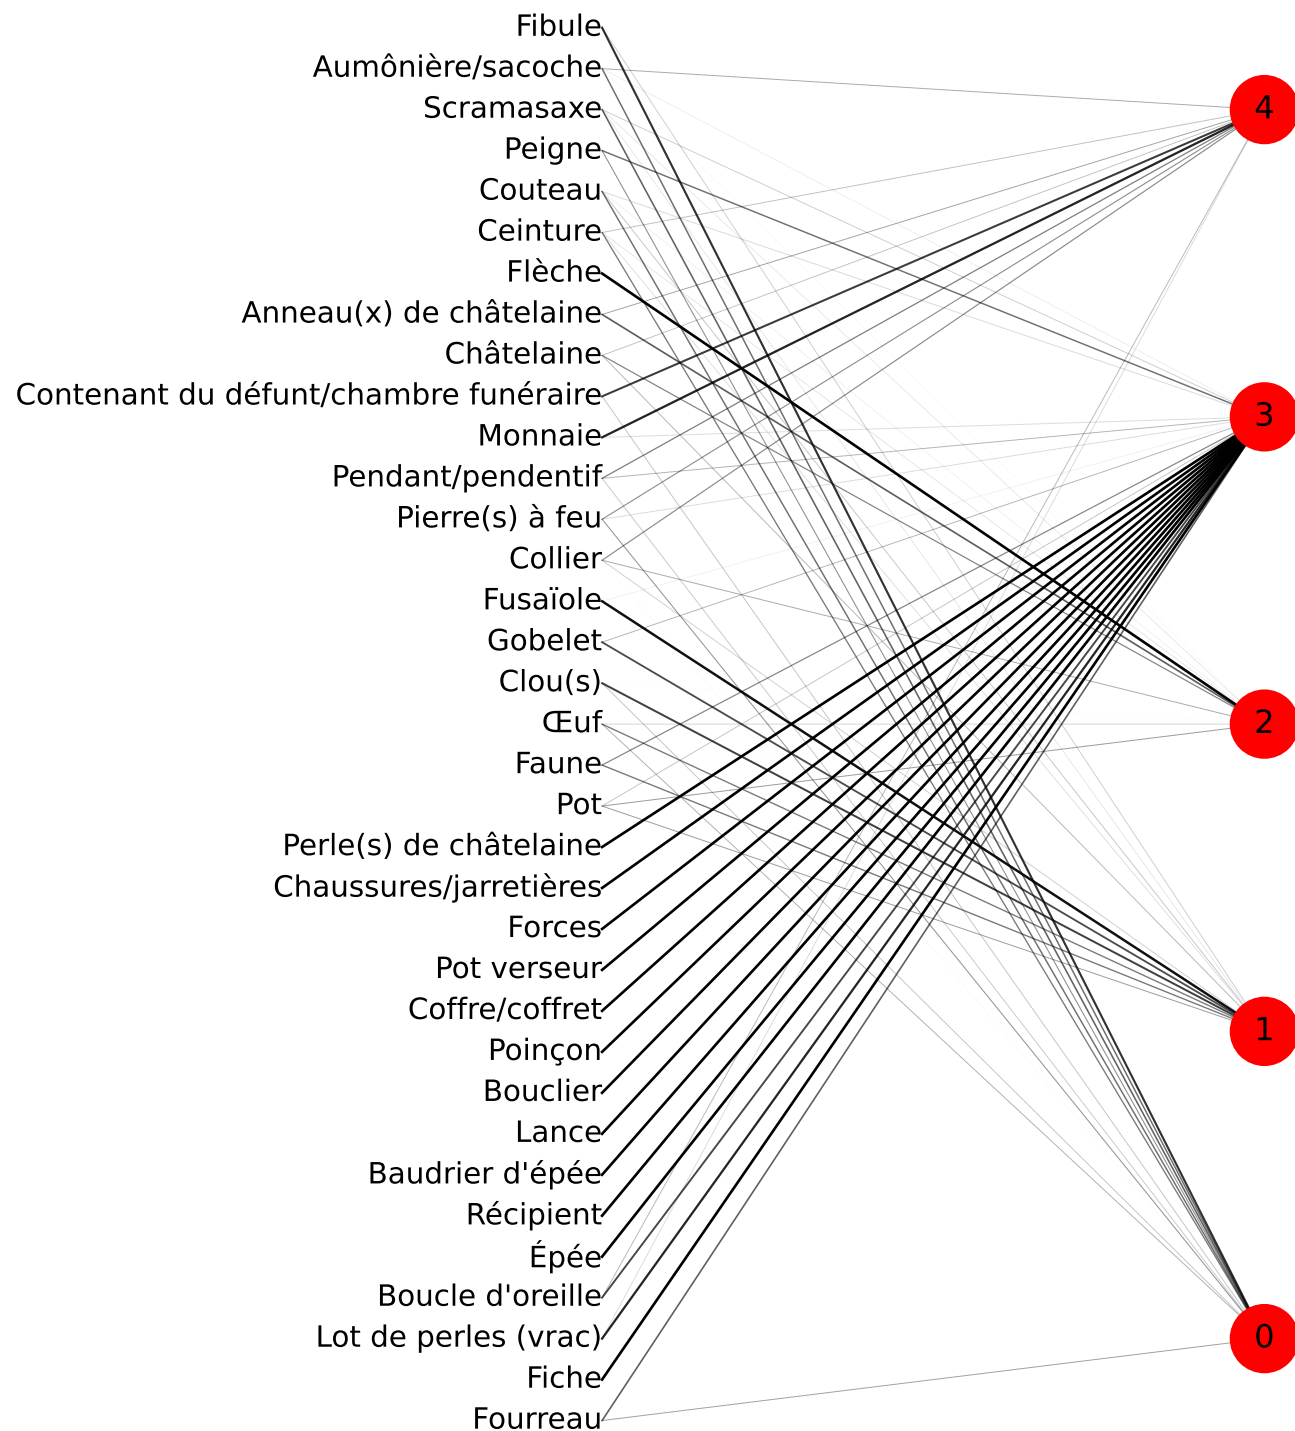 Fibule
Aumônière/sacoche
Scramasaxe
4
Peigne
Couteau
Ceinture
Flèche
Anneau(x) de châtelaine
Châtelaine
Contenant du défunt/chambre funéraire
3
Monnaie
Pendant/pendentif
Pierre(s) à feu
Collier
Fusaïole
Gobelet
Clou(s)
Œuf
2
Faune
Pot
Perle(s) de châtelaine
Chaussures/jarretières
Forces
Pot verseur
Coffre/coffret
1
Poinçon
Bouclier
Lance
Baudrier d'épée
Récipient
Épée
Boucle d'oreille
Lot de perles (vrac)
0
Fiche
Fourreau